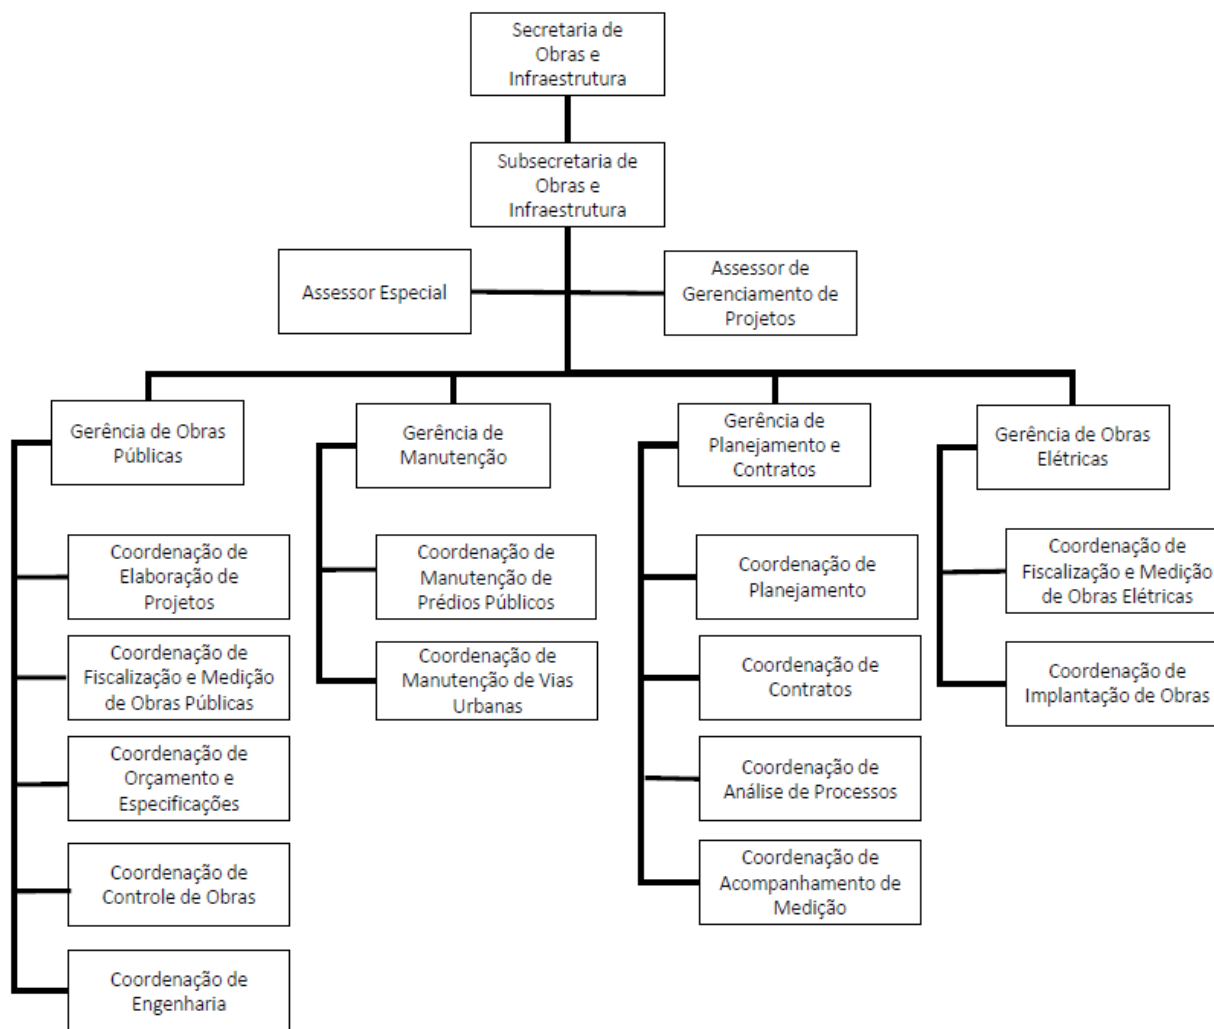 Secretaria de
Obras e
Infraestrutura
Subsecretaria de
Obras e
Infraestrutura
Assessor Especial
Assessor de
Gerenciamento de
Projetos
Gerência de Obras
Públicas
Coordenação de
Elaboração de
Projetos
Coordenação de
Fiscalização e Medição
de Obras Públicas
Coordenação de
Orçamento e
Especificações
Coordenação de
Controle de Obras
Coordenação de
Engenharia
Gerência de
Manutenção
Coordenação de
Manutenção de
Prédios Públicos
Coordenação de
Manutenção de Vias
Urbanas
Gerência de
Planejamento e
Contratos
Coordenação de
Planejamento
Coordenação de
Contratos
Coordenação de
Análise de Processos
Coordenação de
Acompanhamento de
Medição
Gerência de Obras
Elétricas
Coordenação de
Fiscalização e Medição
de Obras Elétricas
Coordenação de
Implantação de Obras